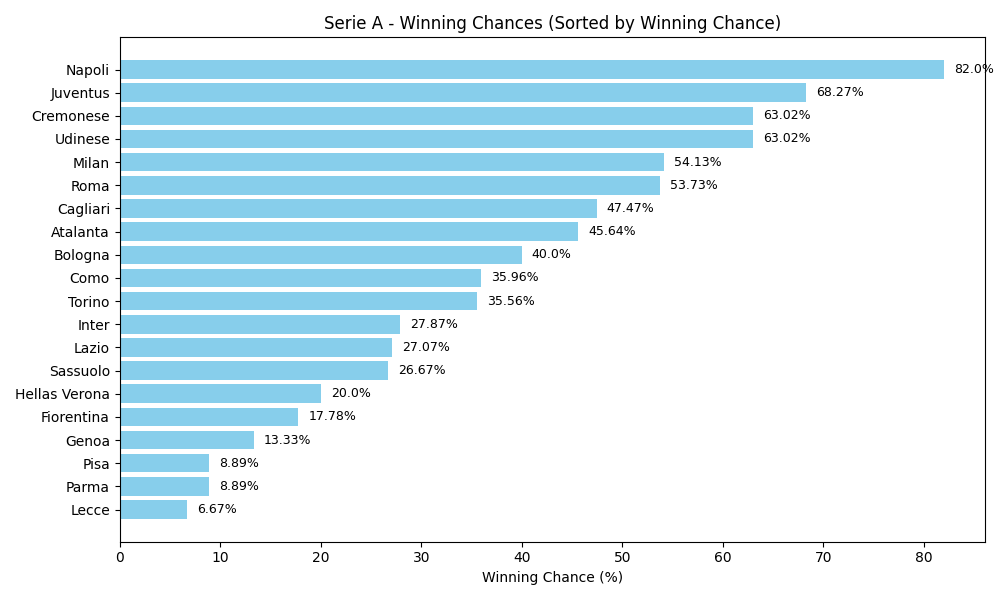 Serie A - Winning Chances (Sorted by Winning Chance)
Napoli 82.0%
Juventus 68.27%
Cremonese 63.02%
Udinese 63.02%
Milan 54.13%
Roma 53.73%
Cagliari 47.47%
Atalanta 45.64%
Bologna 40.0%
Como 35.96%
Torino 35.56%
Inter 27.87%
Lazio 27.07%
Sassuolo 26.67%
Hellas Verona 20.0%
Fiorentina 17.78%
Genoa 13.33%
Pisa 8.89%
Parma 8.89%
Lecce 6.67%
0 10 20 30 40 50 60 70 80
Winning Chance (%)